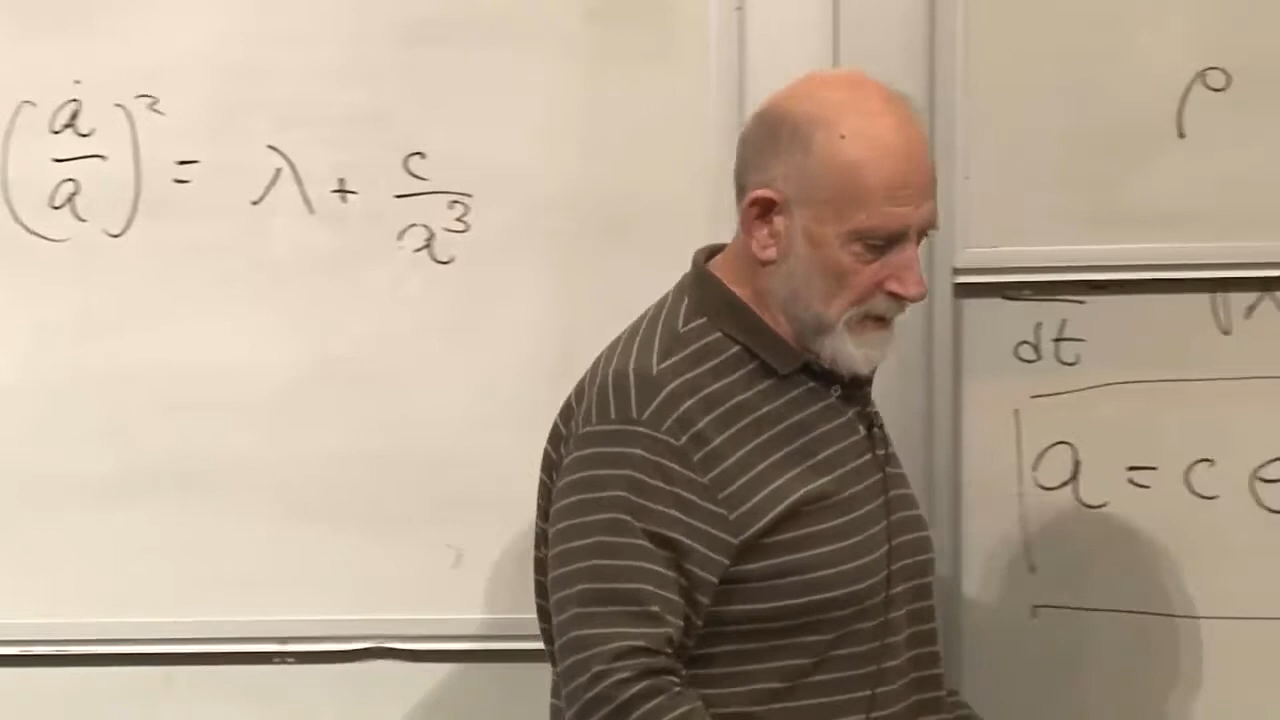 (ȧ/a)² = λ + c/a³
ρ
dt
a = c e